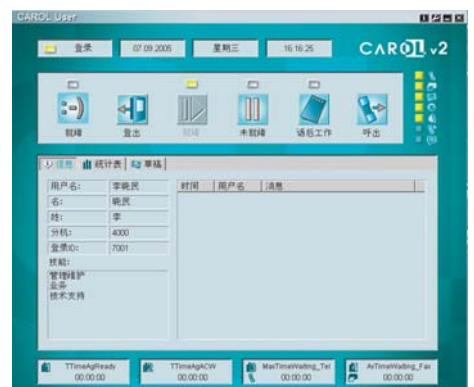 CAROL User
登录 07.09.2005 星期三 16:16:25 CAROL v2
就绪 登出 就绪 未就绪 话后工作 呼出
信息 统计表 草稿
用户名: 李晓民
名: 晓民
姓: 李
分机: 4000
登录ID: 7001
技能:
管理维护
业务
技术支持
时间 用户名 消息
TTimeAgReady
00:00:00
TTimeAgACW
00:00:00
MaxTimeWaiting_Tel
00:00:00
AvTimeWaiting_Fax
00:00:00